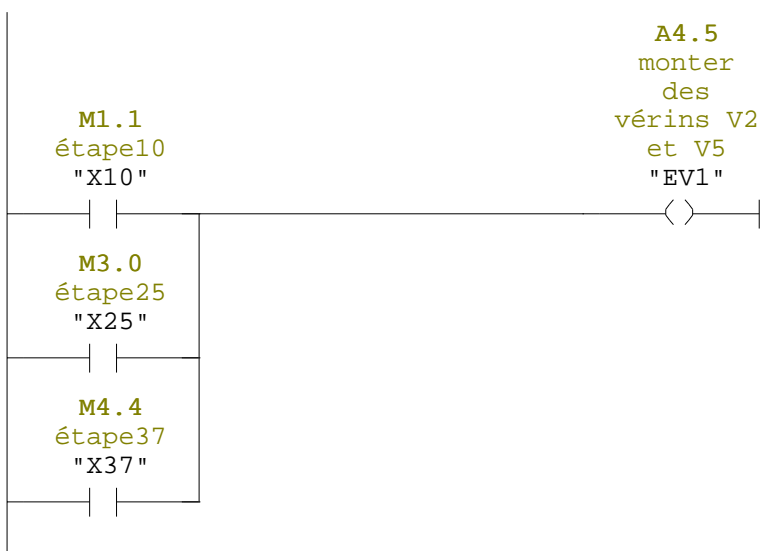 A4.5
monter
des
vérins V2
et V5
"EV1"
M1.1
étape10
"X10"
M3.0
étape25
"X25"
M4.4
étape37
"X37"